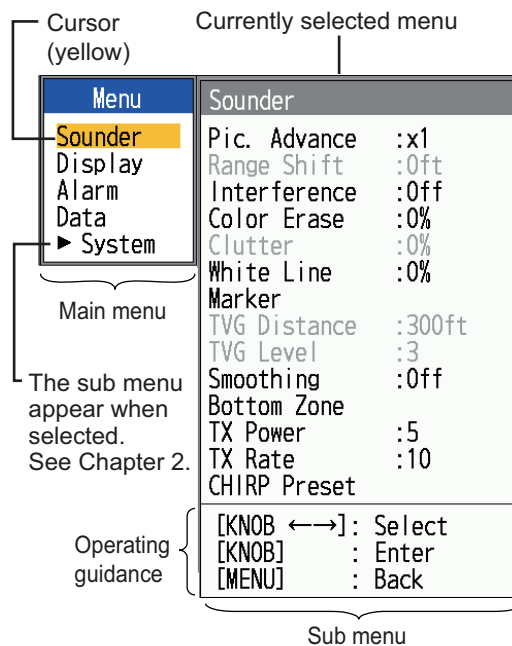 Cursor
(yellow)
Currently selected menu
Menu
Sounder
Display
Alarm
Data
▶ System
Main menu
The sub menu
appear when
selected.
See Chapter 2.
Sounder
Pic. Advance :x1
Range Shift :0ft
Interference :Off
Color Erase :0%
Clutter :0%
White Line :0%
Marker
TVG Distance :300ft
TVG Level :3
Smoothing :Off
Bottom Zone
TX Power :5
TX Rate :10
CHIRP Preset
Operating
guidance
[KNOB ←→]: Select
[KNOB] : Enter
[MENU] : Back
Sub menu